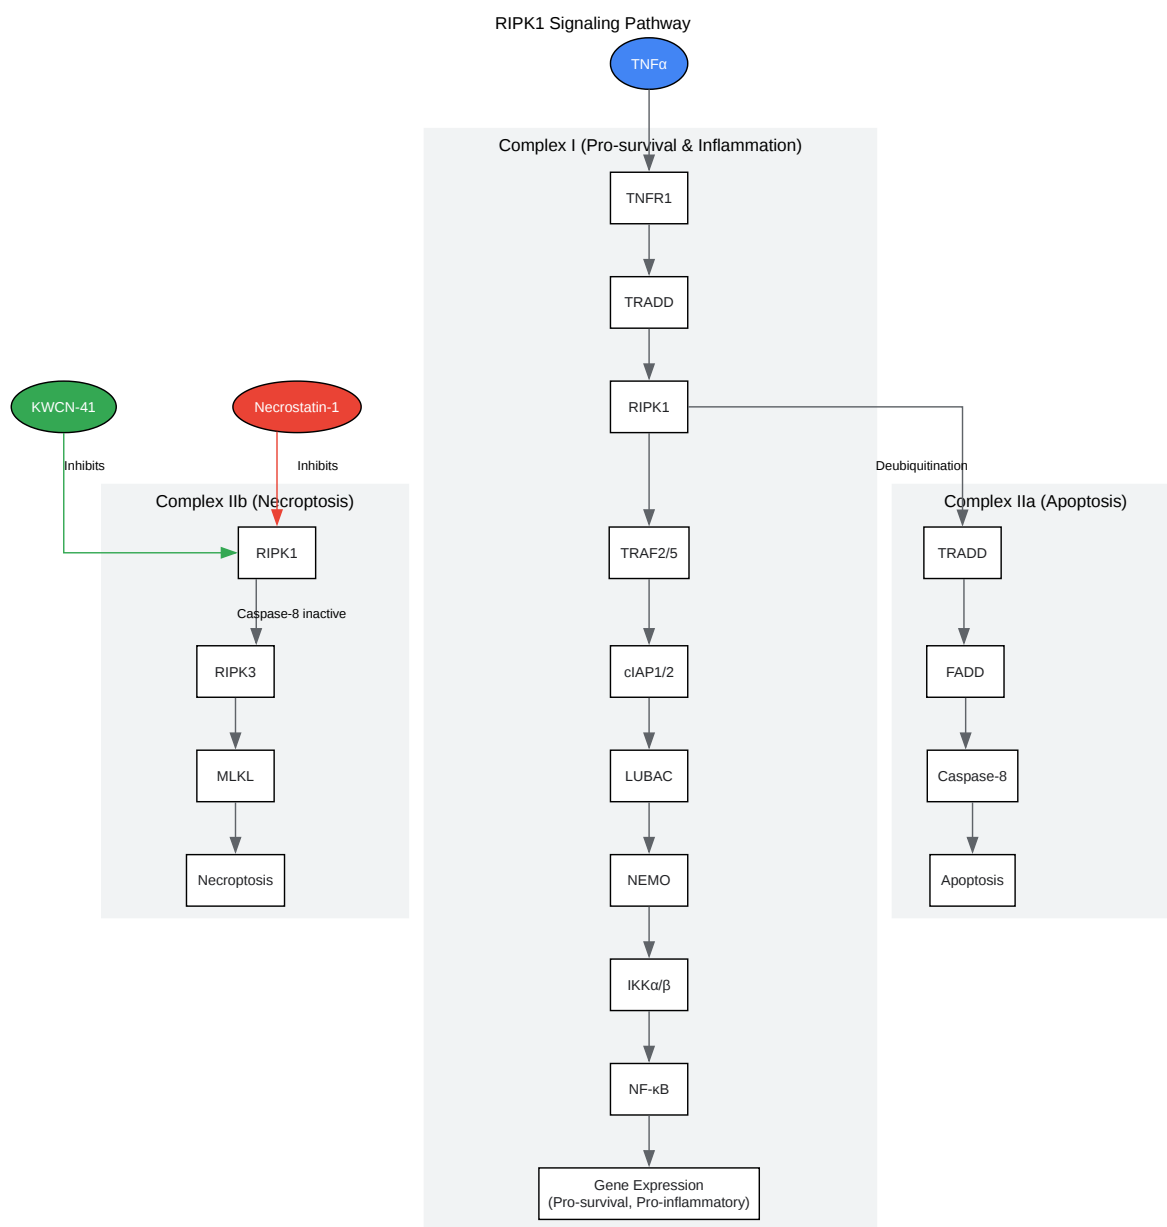 RIPK1 Signaling Pathway
TNFα
Complex I (Pro-survival & Inflammation)
TNFR1
TRADD
KWCN-41
Necrostatin-1
RIPK1
Inhibits
Inhibits
Deubiquitination
Complex IIb (Necroptosis)
Complex IIa (Apoptosis)
RIPK1
TRAF2/5
TRADD
Caspase-8 inactive
RIPK3
cIAP1/2
FADD
MLKL
LUBAC
Caspase-8
Necroptosis
NEMO
Apoptosis
IKKα/β
NF-κB
Gene Expression
(Pro-survival, Pro-inflammatory)